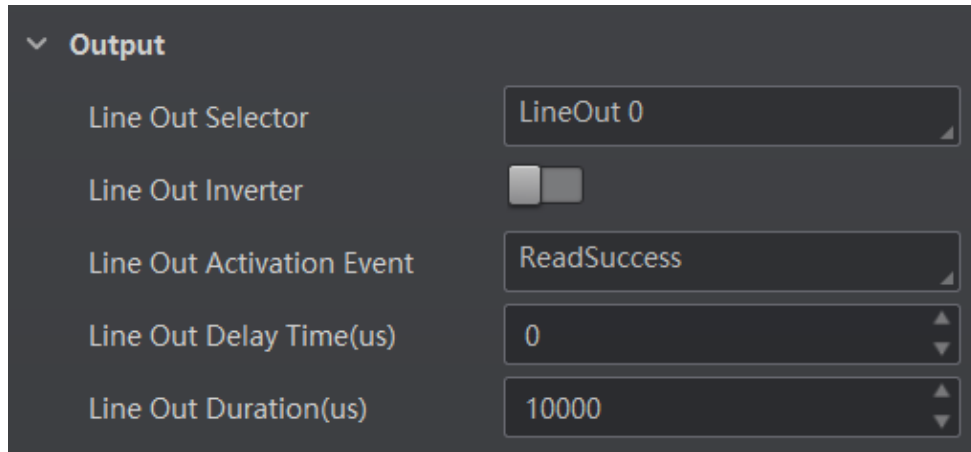 Output
Line Out Selector LineOut 0
Line Out Inverter
Line Out Activation Event ReadSuccess
Line Out Delay Time(us) 0
Line Out Duration(us) 10000